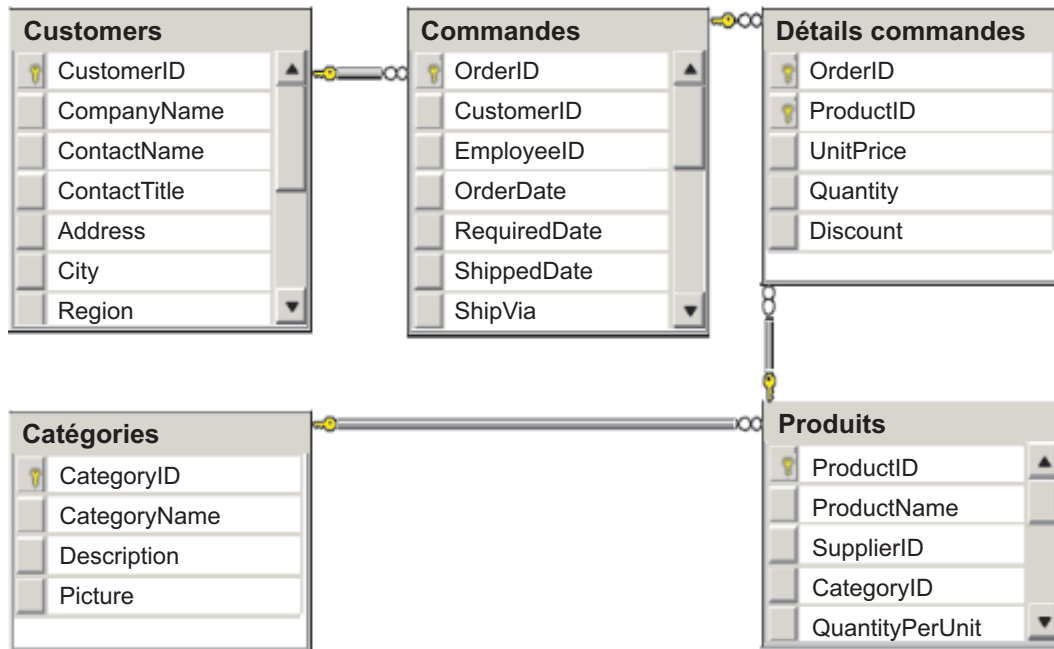 Customers
CustomerID
CompanyName
ContactName
ContactTitle
Address
City
Region
Commandes
OrderID
CustomerID
EmployeeID
OrderDate
RequiredDate
ShippedDate
ShipVia
Détails commandes
OrderID
ProductID
UnitPrice
Quantity
Discount
Catégories
CategoryID
CategoryName
Description
Picture
Produits
ProductID
ProductName
SupplierID
CategoryID
QuantityPerUnit